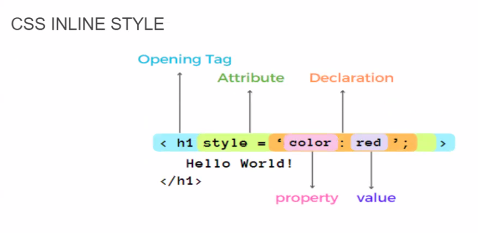 CSS INLINE STYLE
Opening Tag
Attribute Declaration
< h1 style = ‘ color : red ’; >
Hello World!
</h1>
property value